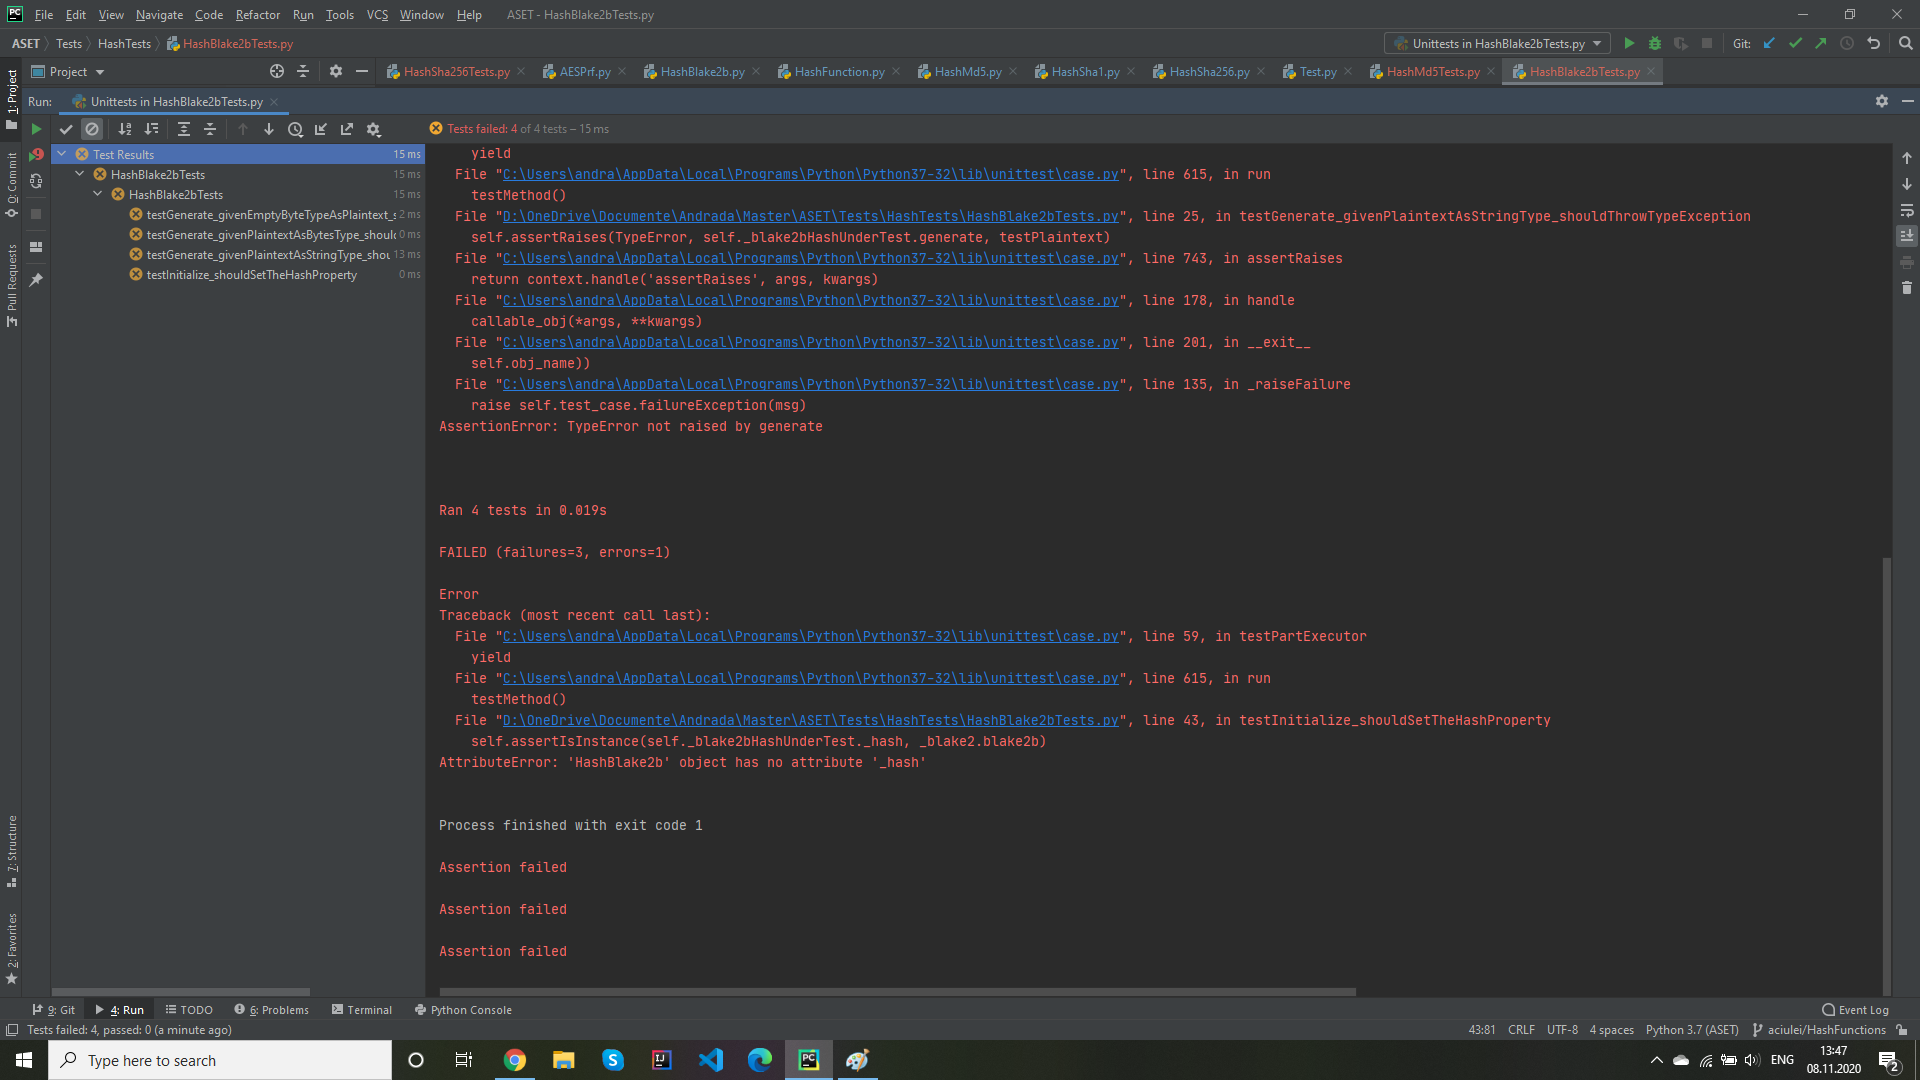 File Edit View Navigate Code Refactor Run Tools VCS Window Help ASET - HashBlake2bTests.py
ASET Tests HashTests HashBlake2bTests.py Unittests in HashBlake2bTests.py Git:
1: Project
Project HashSha256Tests.py AESPrf.py HashBlake2b.py HashFunction.py HashMd5.py HashSha1.py HashSha256.py Test.py HashMd5Tests.py HashBlake2bTests.py
Run: Unittests in HashBlake2bTests.py
Tests failed: 4 of 4 tests – 15 ms
Test Results 15 ms
HashBlake2bTests 15 ms
HashBlake2bTests 15 ms
testGenerate_givenEmptyByteTypeAsPlaintext_s 2 ms
testGenerate_givenPlaintextAsBytesType_should 0 ms
testGenerate_givenPlaintextAsStringType_shou 13 ms
testInitialize_shouldSetTheHashProperty 0 ms
0: Commit
Pull Requests
7: Structure
2: Favorites
yield
File "C:\Users\andra\AppData\Local\Programs\Python\Python37-32\lib\unittest\case.py", line 615, in run
testMethod()
File "D:\OneDrive\Documente\Andrada\Master\ASET\Tests\HashTests\HashBlake2bTests.py", line 25, in testGenerate_givenPlaintextAsStringType_shouldThrowTypeException
self.assertRaises(TypeError, self._blake2bHashUnderTest.generate, testPlaintext)
File "C:\Users\andra\AppData\Local\Programs\Python\Python37-32\lib\unittest\case.py", line 743, in assertRaises
return context.handle('assertRaises', args, kwargs)
File "C:\Users\andra\AppData\Local\Programs\Python\Python37-32\lib\unittest\case.py", line 178, in handle
callable_obj(*args, **kwargs)
File "C:\Users\andra\AppData\Local\Programs\Python\Python37-32\lib\unittest\case.py", line 201, in __exit__
self.obj_name))
File "C:\Users\andra\AppData\Local\Programs\Python\Python37-32\lib\unittest\case.py", line 135, in _raiseFailure
raise self.test_case.failureException(msg)
AssertionError: TypeError not raised by generate
Ran 4 tests in 0.019s
FAILED (failures=3, errors=1)
Error
Traceback (most recent call last):
File "C:\Users\andra\AppData\Local\Programs\Python\Python37-32\lib\unittest\case.py", line 59, in testPartExecutor
yield
File "C:\Users\andra\AppData\Local\Programs\Python\Python37-32\lib\unittest\case.py", line 615, in run
testMethod()
File "D:\OneDrive\Documente\Andrada\Master\ASET\Tests\HashTests\HashBlake2bTests.py", line 43, in testInitialize_shouldSetTheHashProperty
self.assertIsInstance(self._blake2bHashUnderTest._hash, _blake2.blake2b)
AttributeError: 'HashBlake2b' object has no attribute '_hash'
Process finished with exit code 1
Assertion failed
Assertion failed
Assertion failed
9: Git 4: Run TODO 6: Problems Terminal Python Console Event Log
Tests failed: 4, passed: 0 (a minute ago) 43:81 CRLF UTF-8 4 spaces Python 3.7 (ASET) aciulei/HashFunctions
Type here to search
ENG
13:47
08.11.2020
2